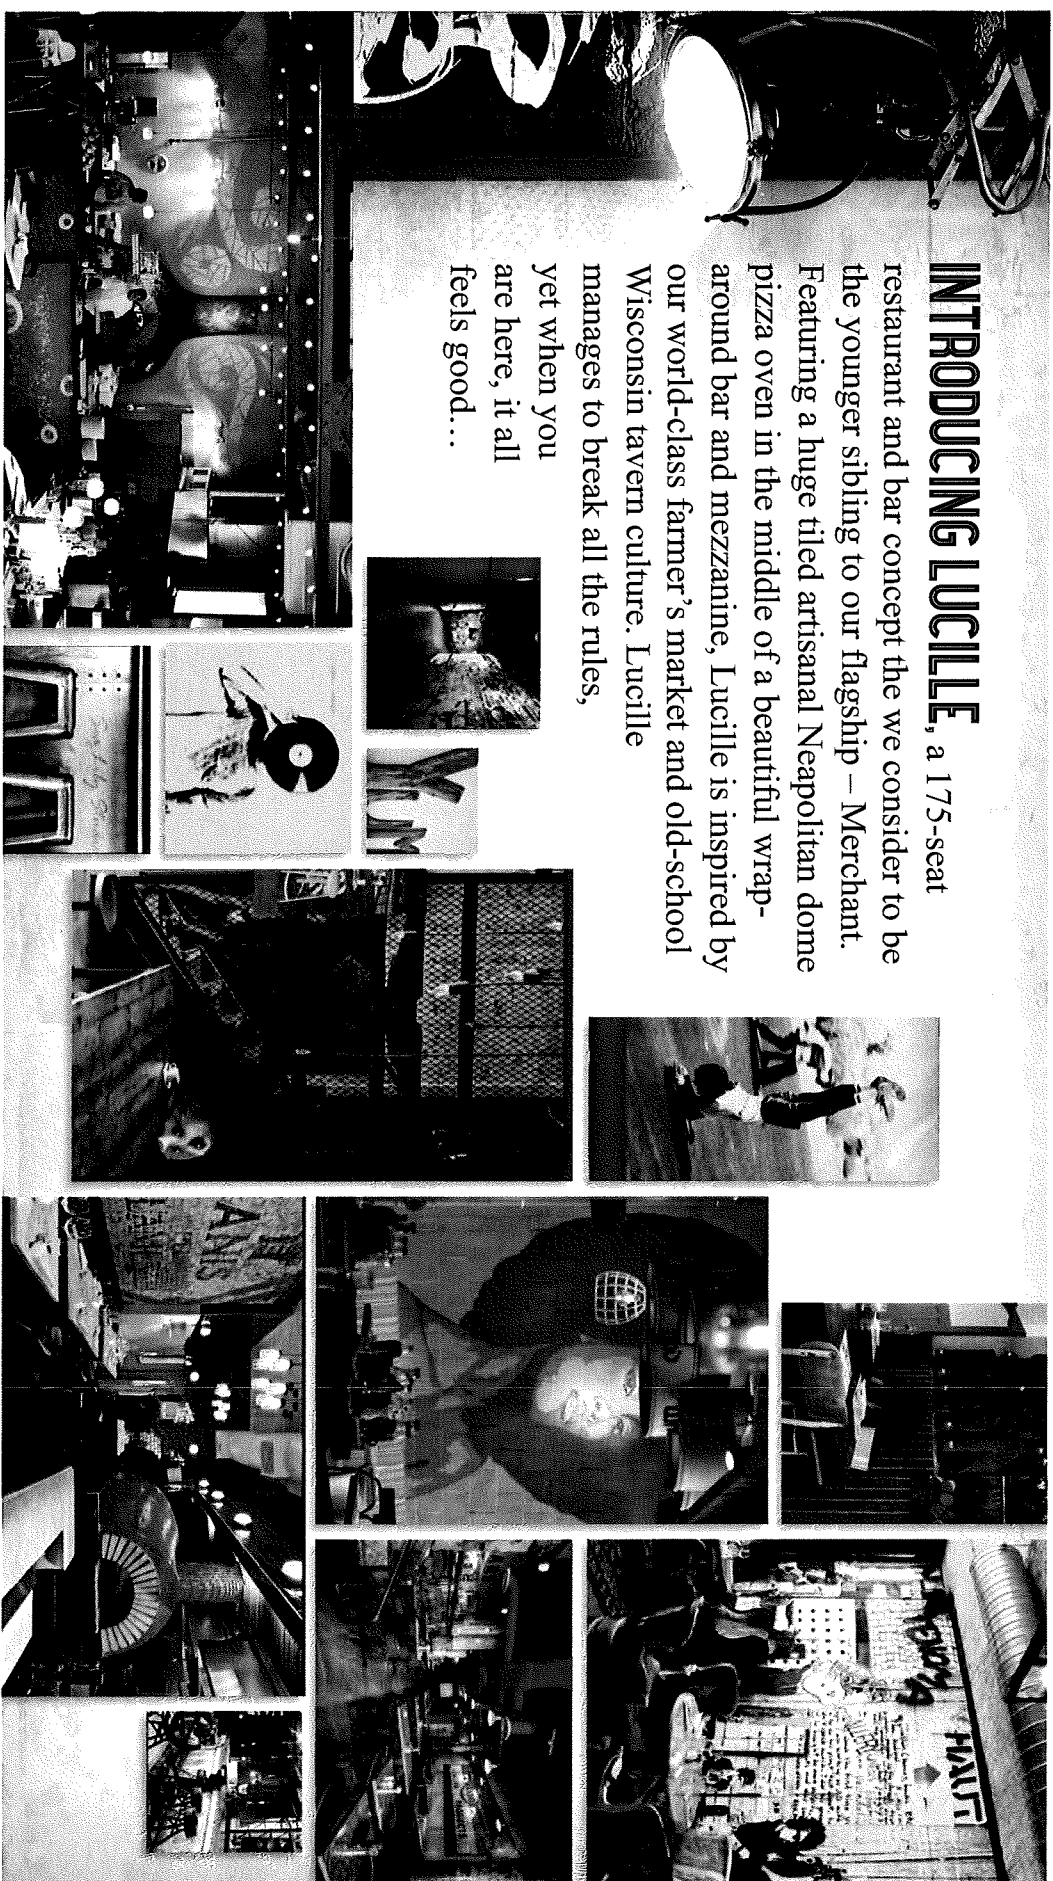 INTRODUCING LUCILLE, a 175-seat
restaurant and bar concept the we consider to be
the younger sibling to our flagship – Merchant.
Featuring a huge tiled artisanal Neapolitan dome
pizza oven in the middle of a beautiful wrap-
around bar and mezzanine, Lucille is inspired by
our world-class farmer's market and old-school
Wisconsin tavern culture. Lucille
manages to break all the rules,
yet when you
are here, it all
feels good…
HAUT
ANIS